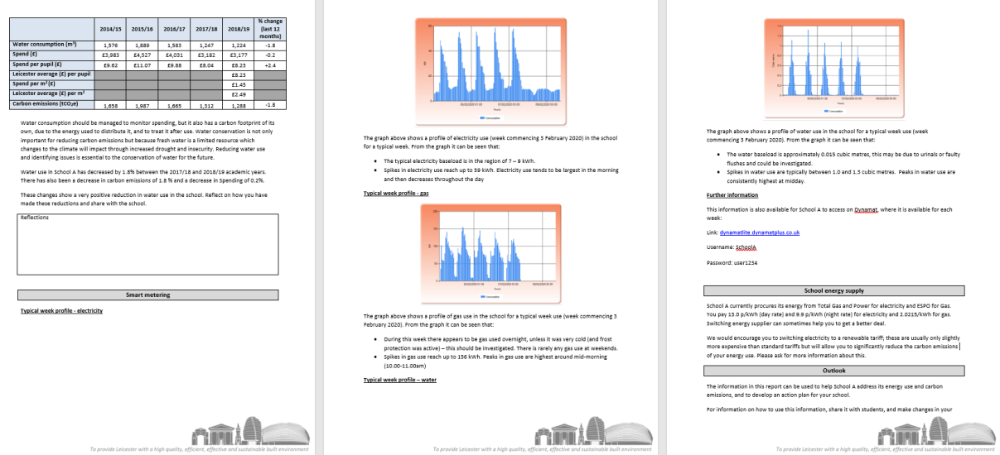 2014/15 2015/16 2016/17 2017/18 2018/19 % change (last 12 months)
Water consumption (m³) 1,576 1,889 1,583 1,247 1,224 -1.8
Spend (£) £3,983 £4,527 £4,031 £3,182 £3,177 -0.2
Spend per pupil (£) £9.62 £11.07 £9.88 £8.04 £8.23 +2.4
Leicester average (£) per pupil £8.23
Spend per m² (£) £1.45
Leicester average (£) per m² £2.49
Carbon emissions (tCO₂e) 1,658 1,987 1,665 1,312 1,288 -1.8
Water consumption should be managed to monitor spending, but it also has a carbon footprint of its
own, due to the energy used to distribute it, and to treat it after use. Water conservation is not only
important for reducing carbon emissions but because fresh water is a limited resource which
changes to the climate will impact through increased drought and insecurity. Reducing water use
and identifying issues is essential to the conservation of water for the future.
Water use in School A has decreased by 1.8% between the 2017/18 and 2018/19 academic years.
There has also been a decrease in carbon emissions of 1.8 % and a decrease in Spending of 0.2%.
These changes show a very positive reduction in water use in the school. Reflect on how you have
made these reductions and share with the school.
Reflections
Smart metering
Typical week profile - electricity
To provide Leicester with a high quality, efficient, effective and sustainable built environment
The graph above shows a profile of electricity use (week commencing 3 February 2020) in the school
for a typical week. From the graph it can be seen that:
• The typical electricity baseload is in the region of 7 – 9 kWh.
• Spikes in electricity use reach up to 59 kWh. Electricity use tends to be largest in the morning
and then decreases throughout the day
Typical week profile - gas
The graph above shows a profile of gas use in the school for a typical week use (week commencing 3
February 2020). From the graph it can be seen that:
• During this week there appears to be gas used overnight, unless it was very cold (and frost
protection was active) – this should be investigated. There is rarely any gas use at weekends.
• Spikes in gas use reach up to 156 kWh. Peaks in gas use are highest around mid-morning
(10.00-11.00am)
Typical week profile – water
To provide Leicester with a high quality, efficient, effective and sustainable built environment
The graph above shows a profile of water use in the school for a typical week use (week
commencing 3 February 2020). From the graph it can be seen that:
• The water baseload is approximately 0.015 cubic metres, this may be due to urinals or faulty
flushes and could be investigated.
• Spikes in water use are typically between 1.0 and 1.3 cubic metres. Peaks in water use are
consistently highest at midday.
Further information
This information is also available for School A to access on Dynamat, where it is available for each
week:
Link: dynamatlite.dynamatplus.co.uk
Username: SchoolA
Password: user1234
School energy supply
School A currently procures its energy from Total Gas and Power for electricity and ESPO for Gas.
You pay 13.0 p/kWh (day rate) and 9.9 p/kWh (night rate) for electricity and 2.0215/kWh for gas.
Switching energy supplier can sometimes help you to get a better deal.
We would encourage you to switching electricity to a renewable tariff; these are usually only slightly
more expensive than standard tariffs but will allow you to significantly reduce the carbon emissions
of your energy use. Please ask for more information about this.
Outlook
The information in this report can be used to help School A address its energy use and carbon
emissions, and to develop an action plan for your school.
For information on how to use this information, share it with students, and make changes in your
To provide Leicester with a high quality, efficient, effective and sustainable built environment